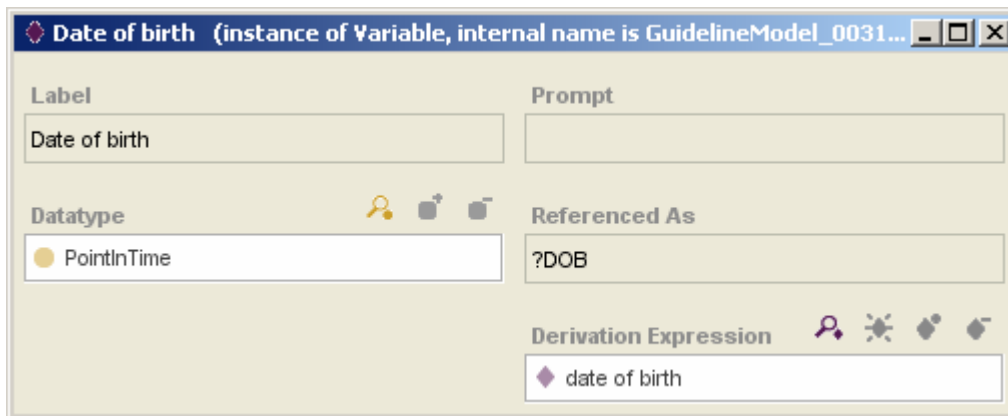 Date of birth (instance of Variable, internal name is GuidelineModel_0031...
Label
Prompt
Date of birth
Datatype
Referenced As
PointInTime
?DOB
Derivation Expression
date of birth